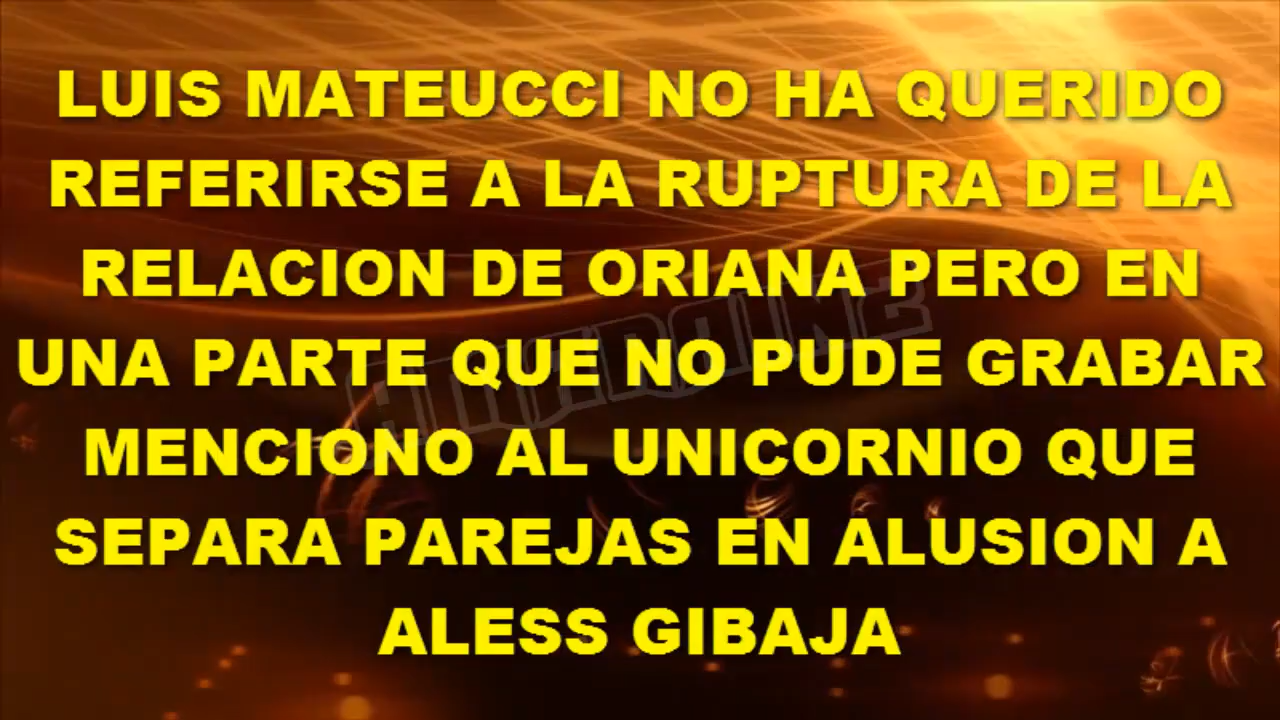 LUIS MATEUCCI NO HA QUERIDO
REFERIRSE A LA RUPTURA DE LA
RELACION DE ORIANA PERO EN
UNA PARTE QUE NO PUDE GRABAR
MENCIONO AL UNICORNIO QUE
SEPARA PAREJAS EN ALUSION A
ALESS GIBAJA